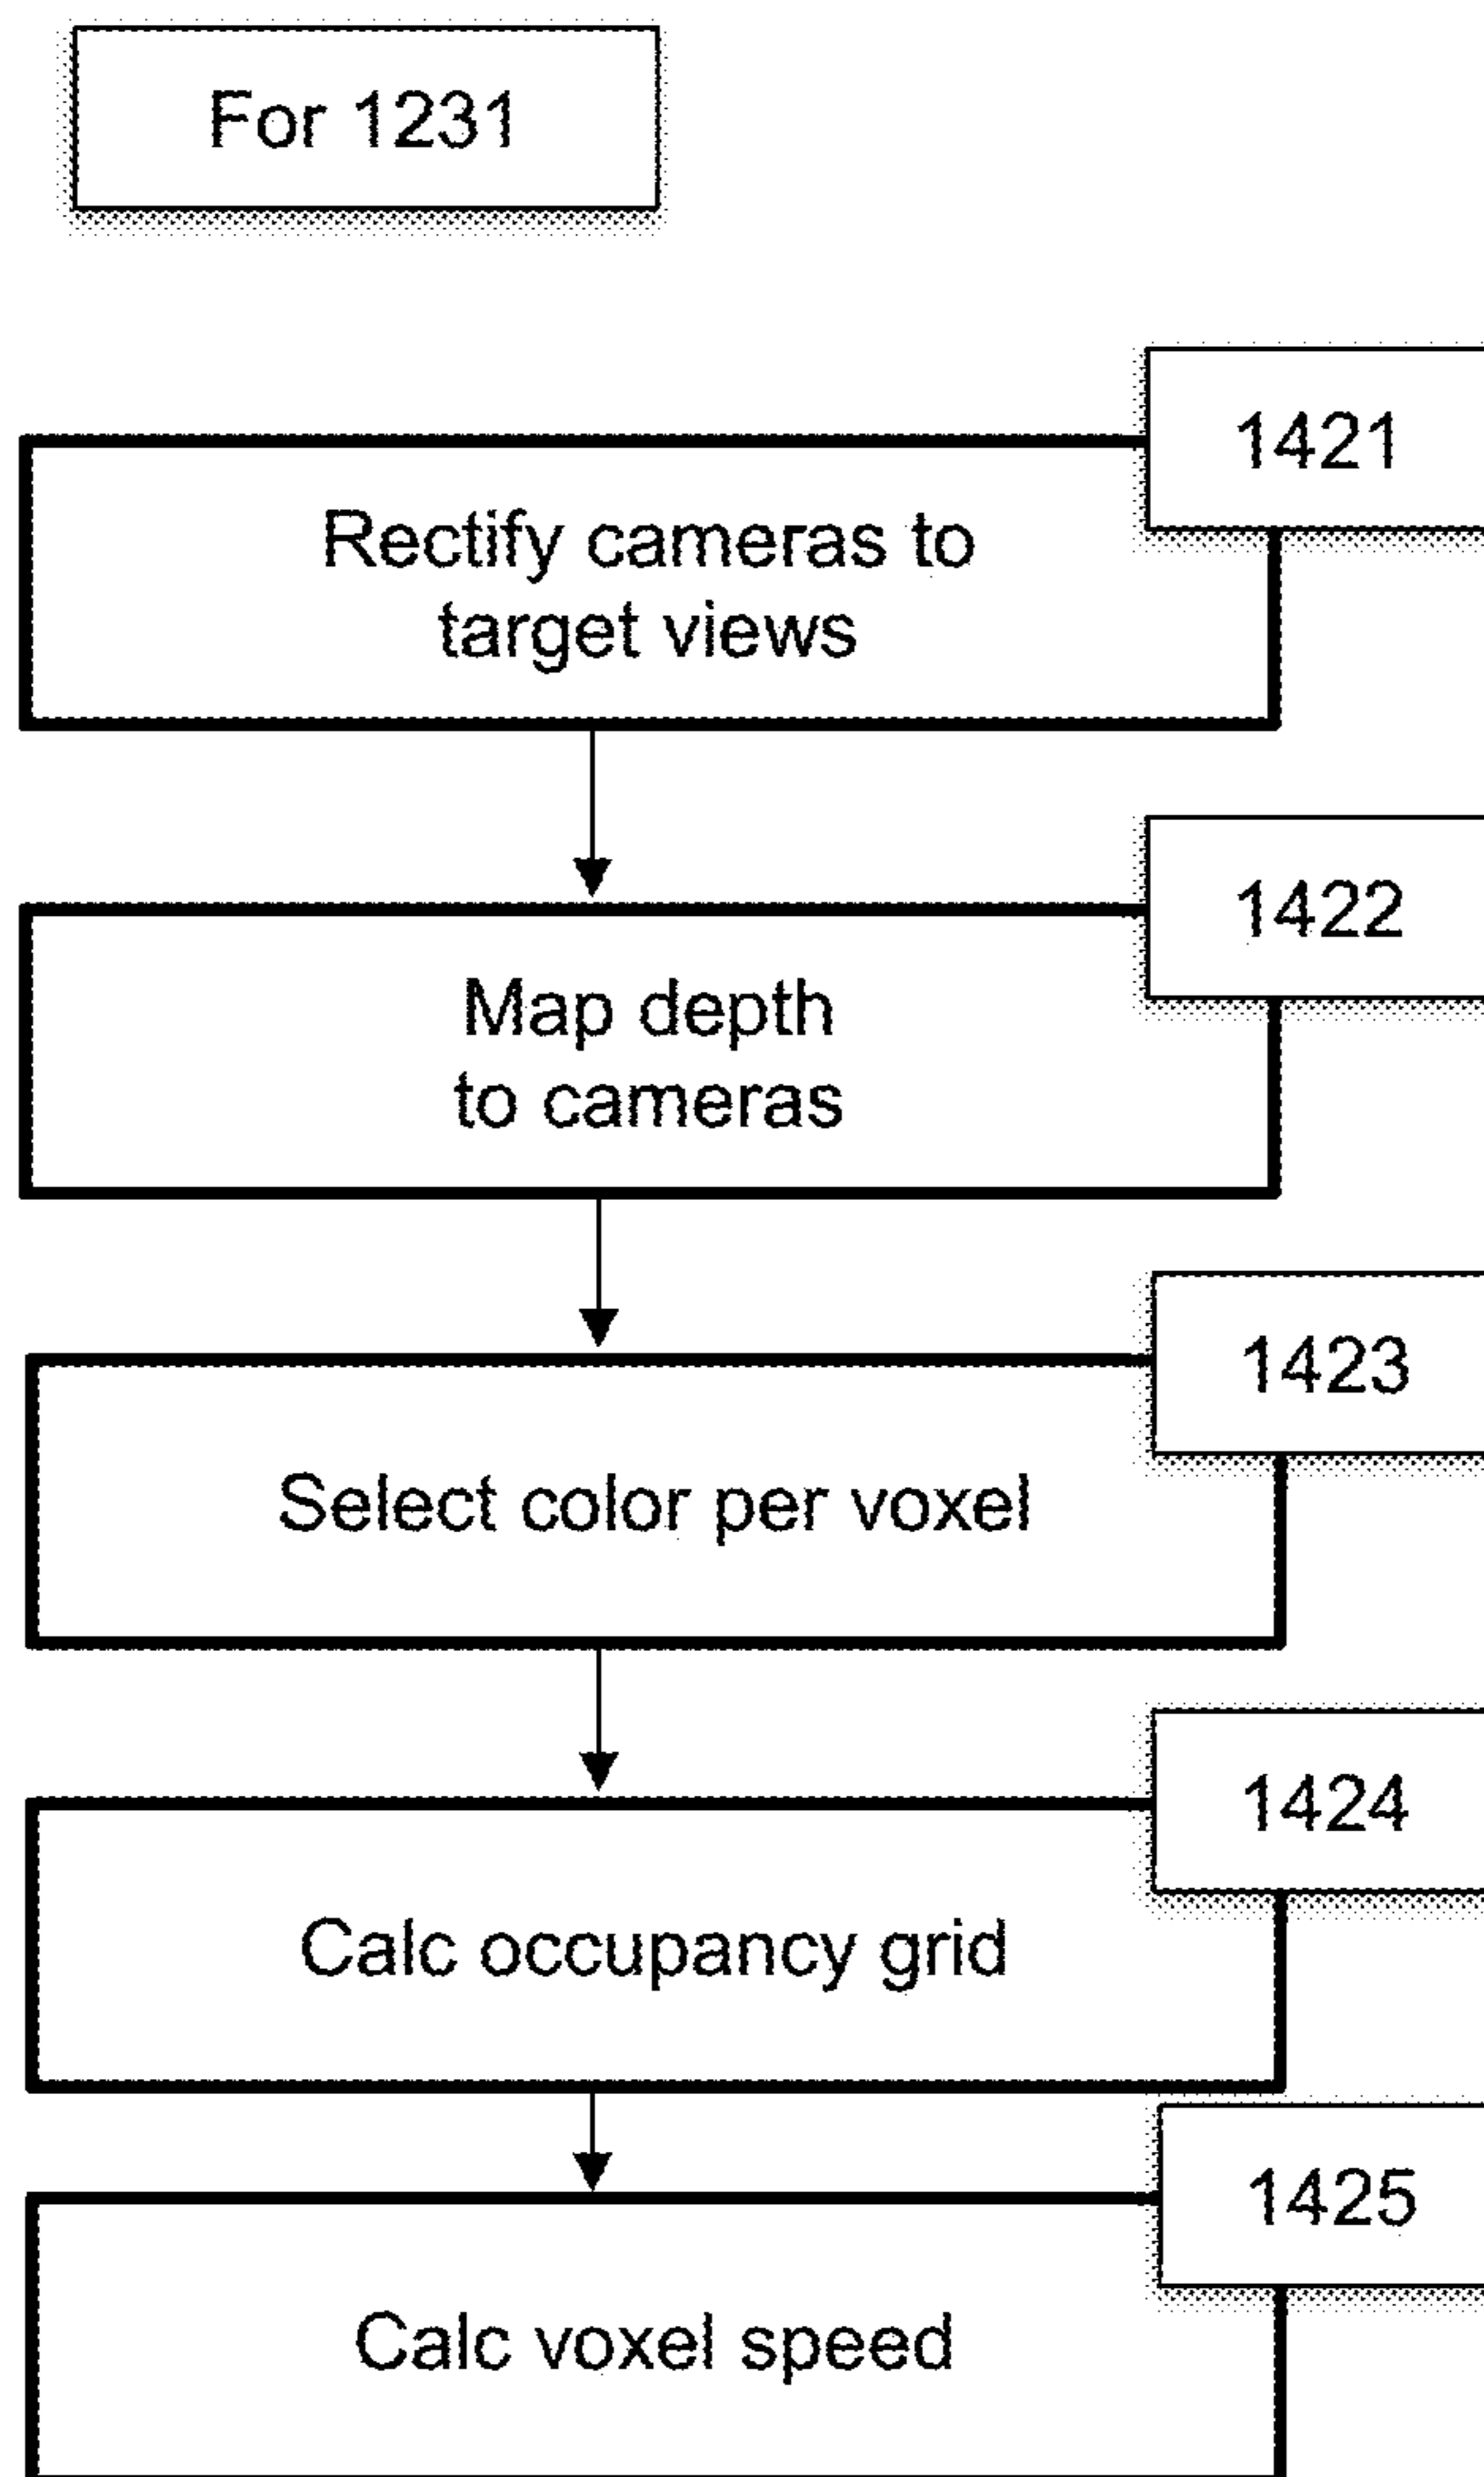 For 1231
1421
Rectify cameras to
target views
1422
Map depth
to cameras
1423
Select color per voxel
1424
Calc occupancy grid
1425
Calc voxel speed